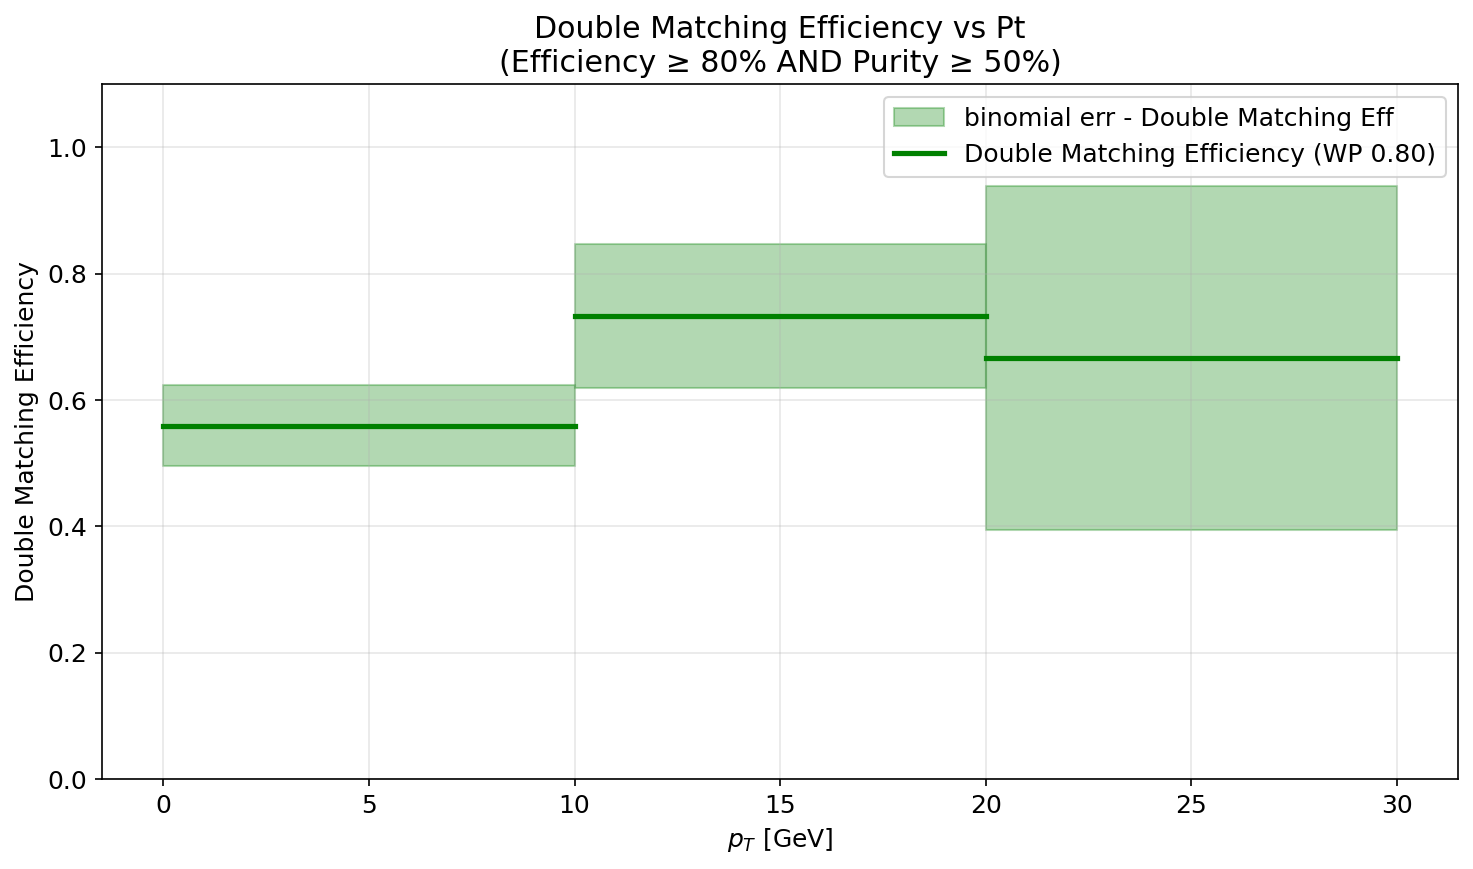 Double Matching Efficiency vs Pt
(Efficiency ≥ 80% AND Purity ≥ 50%)
binomial err - Double Matching Eff
Double Matching Efficiency (WP 0.80)
Double Matching Efficiency
1.0
0.8
0.6
0.4
0.2
0.0
0 5 10 15 20 25 30
p_T [GeV]